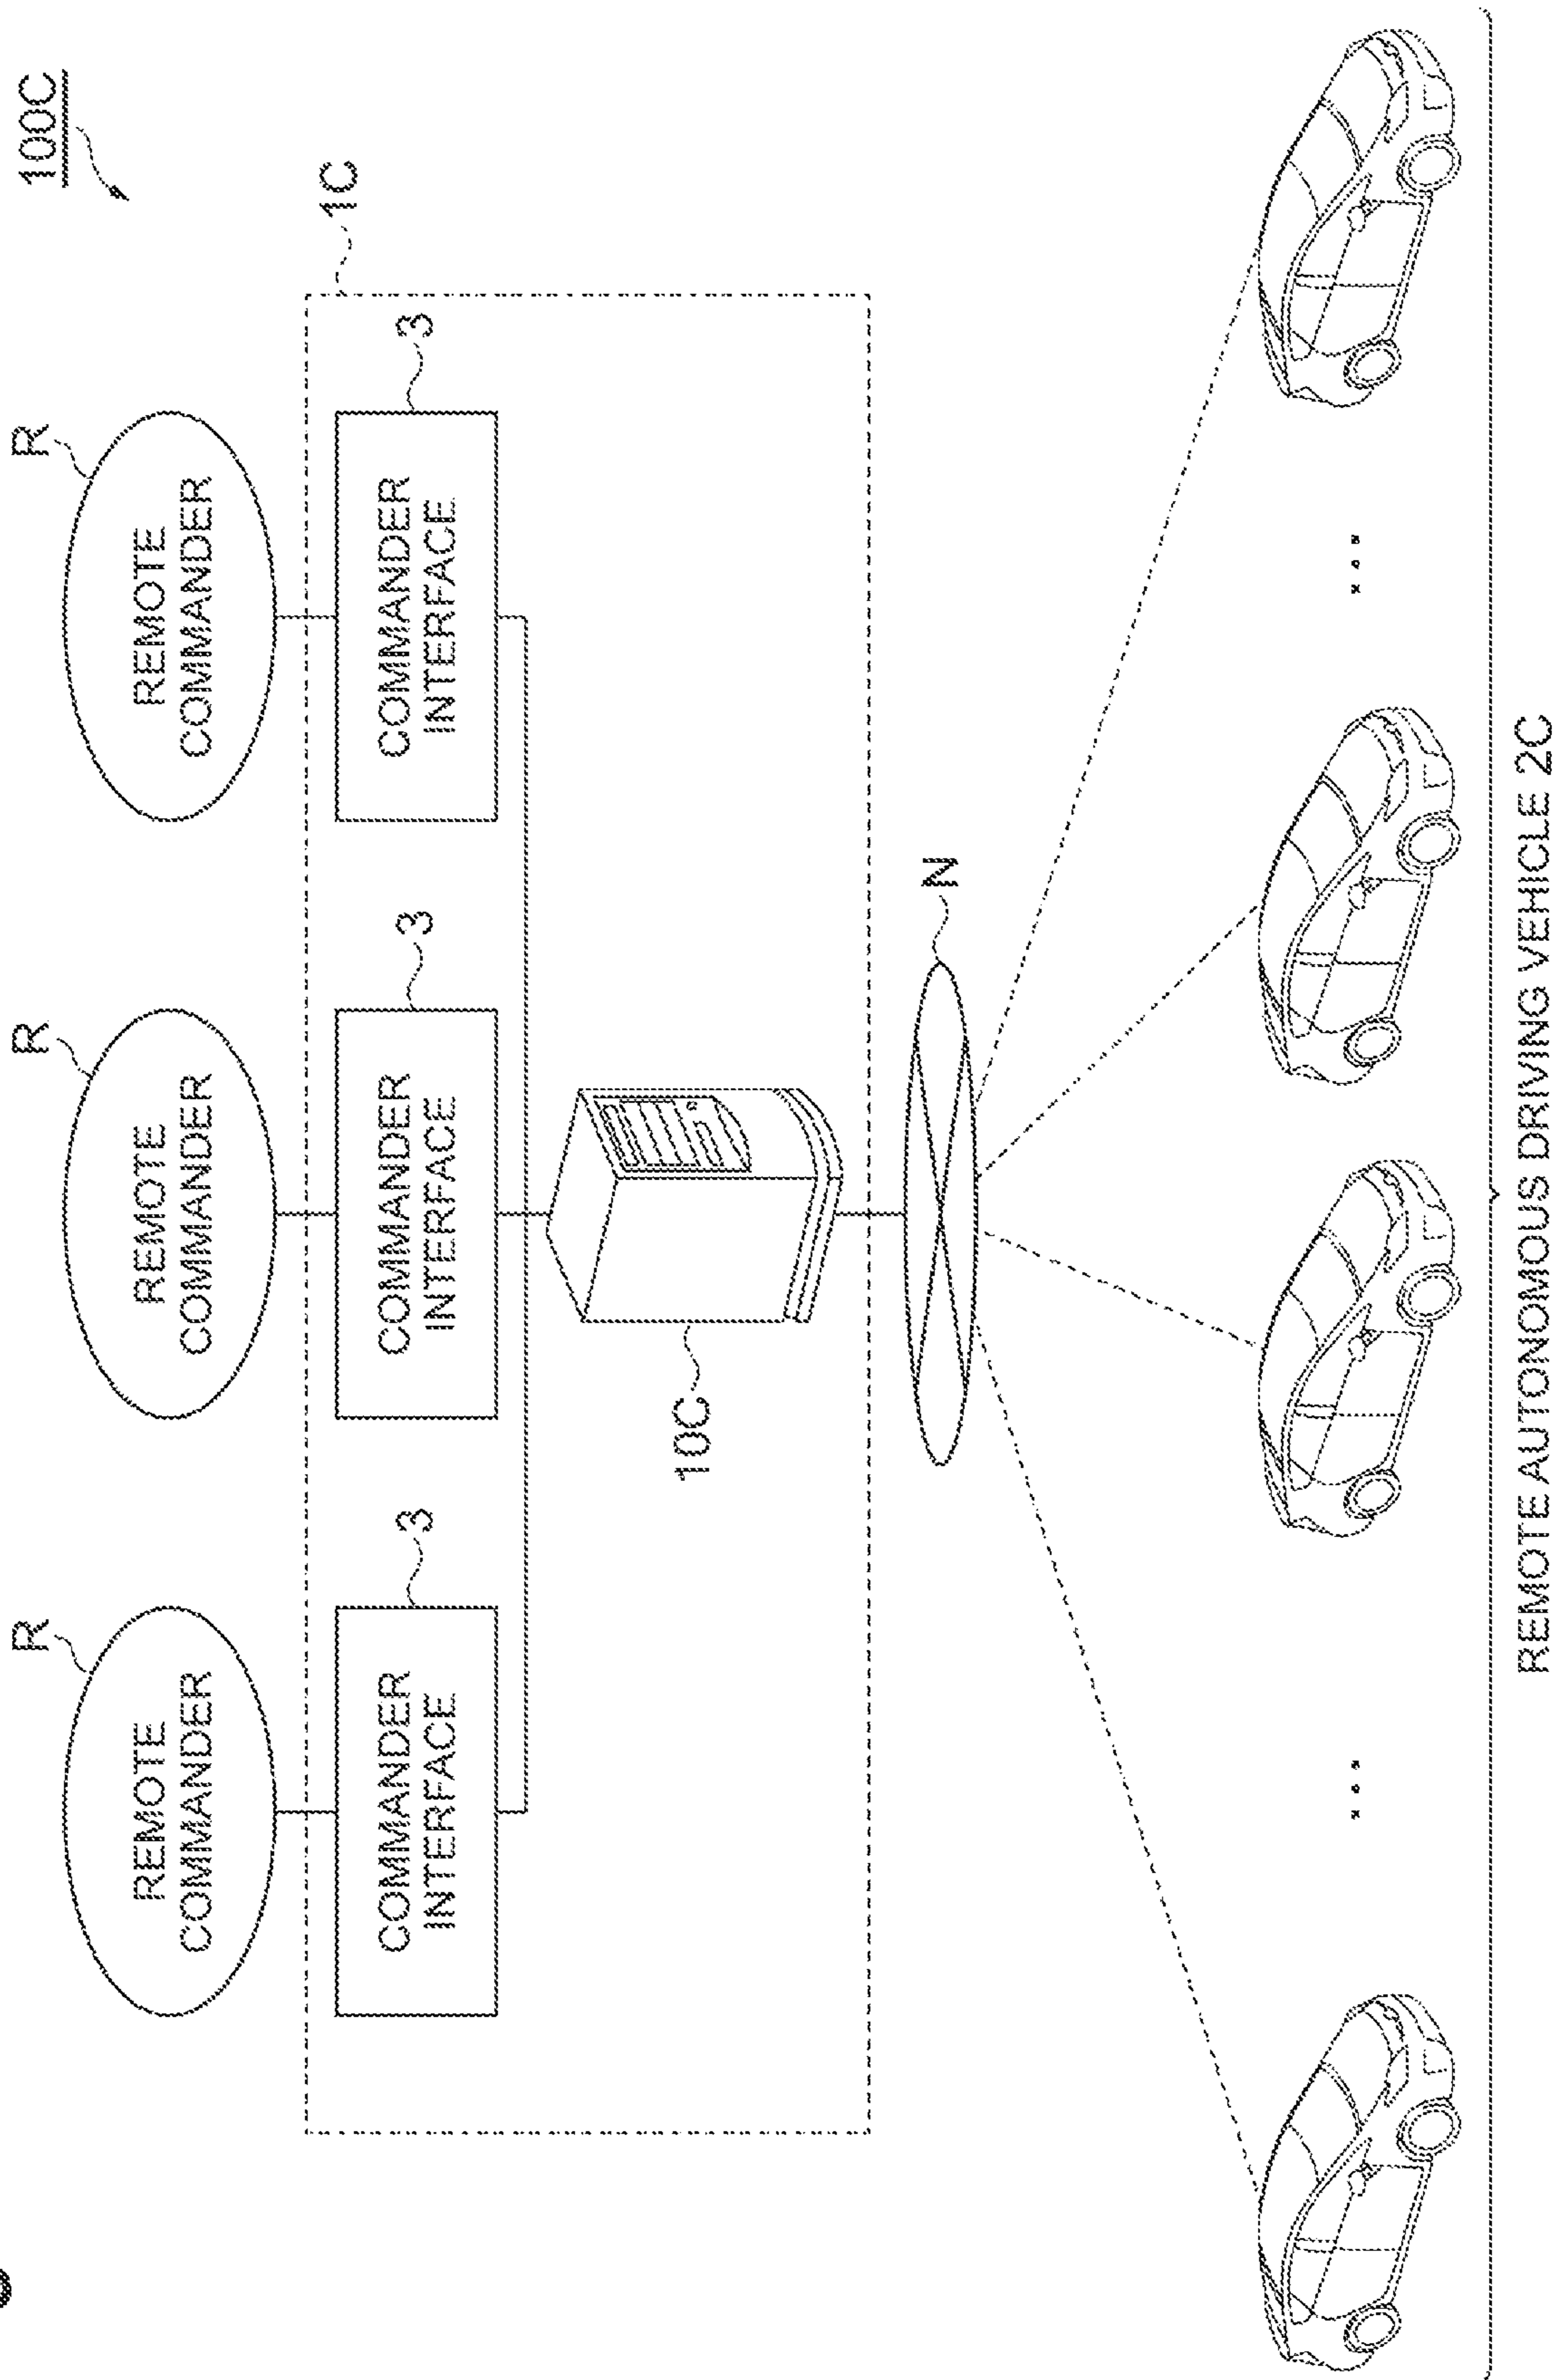 100C
R
R
R
REMOTE
COMMANDER
REMOTE
COMMANDER
REMOTE
COMMANDER
1C
3
3
3
COMMANDER
INTERFACE
COMMANDER
INTERFACE
COMMANDER
INTERFACE
10C
N
...
...
REMOTE AUTONOMOUS DRIVING VEHICLE 2C